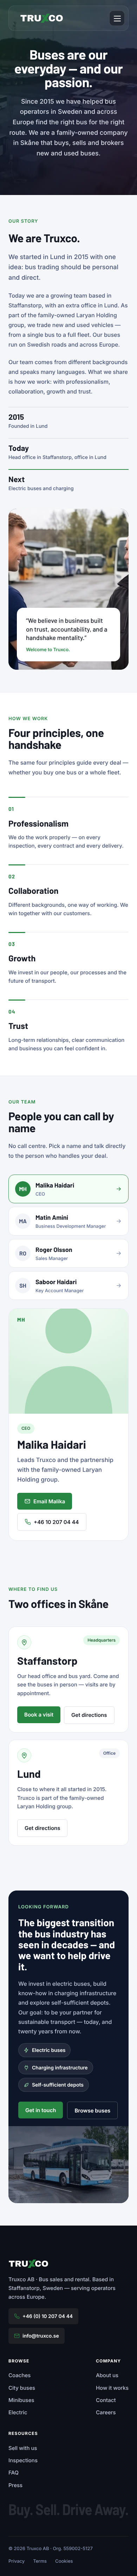 TRUXCO
Buses are our
everyday — and our
passion.
Since 2015 we have helped bus
operators in Sweden and across
Europe find the right bus for the right
route. We are a family-owned company
in Skåne that buys, sells and brokers
new and used buses.
OUR STORY
We are Truxco.
We started in Lund in 2015 with one
idea: bus trading should be personal
and direct.
Today we are a growing team based in
Staffanstorp, with an extra office in Lund. As
part of the family-owned Laryan Holding
group, we trade new and used vehicles —
from a single bus to a full fleet. Our buses
run on Swedish roads and across Europe.
Our team comes from different backgrounds
and speaks many languages. What we share
is how we work: with professionalism,
collaboration, growth and trust.
2015
Founded in Lund
Today
Head office in Staffanstorp, office in Lund
Next
Electric buses and charging
"We believe in business built
on trust, accountability, and a
handshake."
Welcome to Truxco.
HOW WE WORK
Four principles, one
handshake
The same four principles guide every deal —
whether you buy one bus or a whole fleet.
01
Professionalism
We do the work properly — on every
inspection, every contract and every delivery.
02
Collaboration
Different backgrounds, one way of working. We
win together with our customers.
03
Growth
We invest in our people, our processes and the
future of transport.
04
Trust
Long-term relationships, clear communication
and business you can feel confident in.
OUR TEAM
People you can call by
name
No call centre. Pick a name and talk directly
to the person who handles your deal.
MH
Malika Haidari
CEO
MA
Matin Amini
Business Development Manager
RO
Roger Olsson
Sales Manager
SH
Saboor Haidari
Key Account Manager
MH
CEO
Malika Haidari
Leads Truxco and the partnership
with the family-owned Laryan
Holding group.
Email Malika
+46 10 207 04 44
WHERE TO FIND US
Two offices in Skåne
Headquarters
Staffanstorp
Our head office and bus yard. Come and
see the buses in person — visits are by
appointment.
Book a visit
Get directions
Office
Lund
Close to where it all started in 2015.
Truxco is part of the family-owned
Laryan Holding group.
Get directions
LOOKING FORWARD
The biggest transition
the bus industry has
seen in decades — and
we want to help drive
it.
We invest in electric buses, build
know-how in charging infrastructure
and explore self-sufficient depots.
Our goal: to be your partner for
sustainable transport — today, and
twenty years from now.
Electric buses
Charging infrastructure
Self-sufficient depots
Get in touch
Browse buses
TRUXCO
Truxco AB · Bus sales and rental. Based in
Staffanstorp, Sweden — serving operators
across Europe.
+46 (0) 10 207 04 44
info@truxco.se
BROWSE
COMPANY
Coaches
About us
City buses
How it works
Minibuses
Contact
Electric
Careers
RESOURCES
Sell with us
Inspections
FAQ
Press
Buy. Sell. Drive Away.
© 2026 Truxco AB · Org. 559002-5127
Privacy Terms Cookies